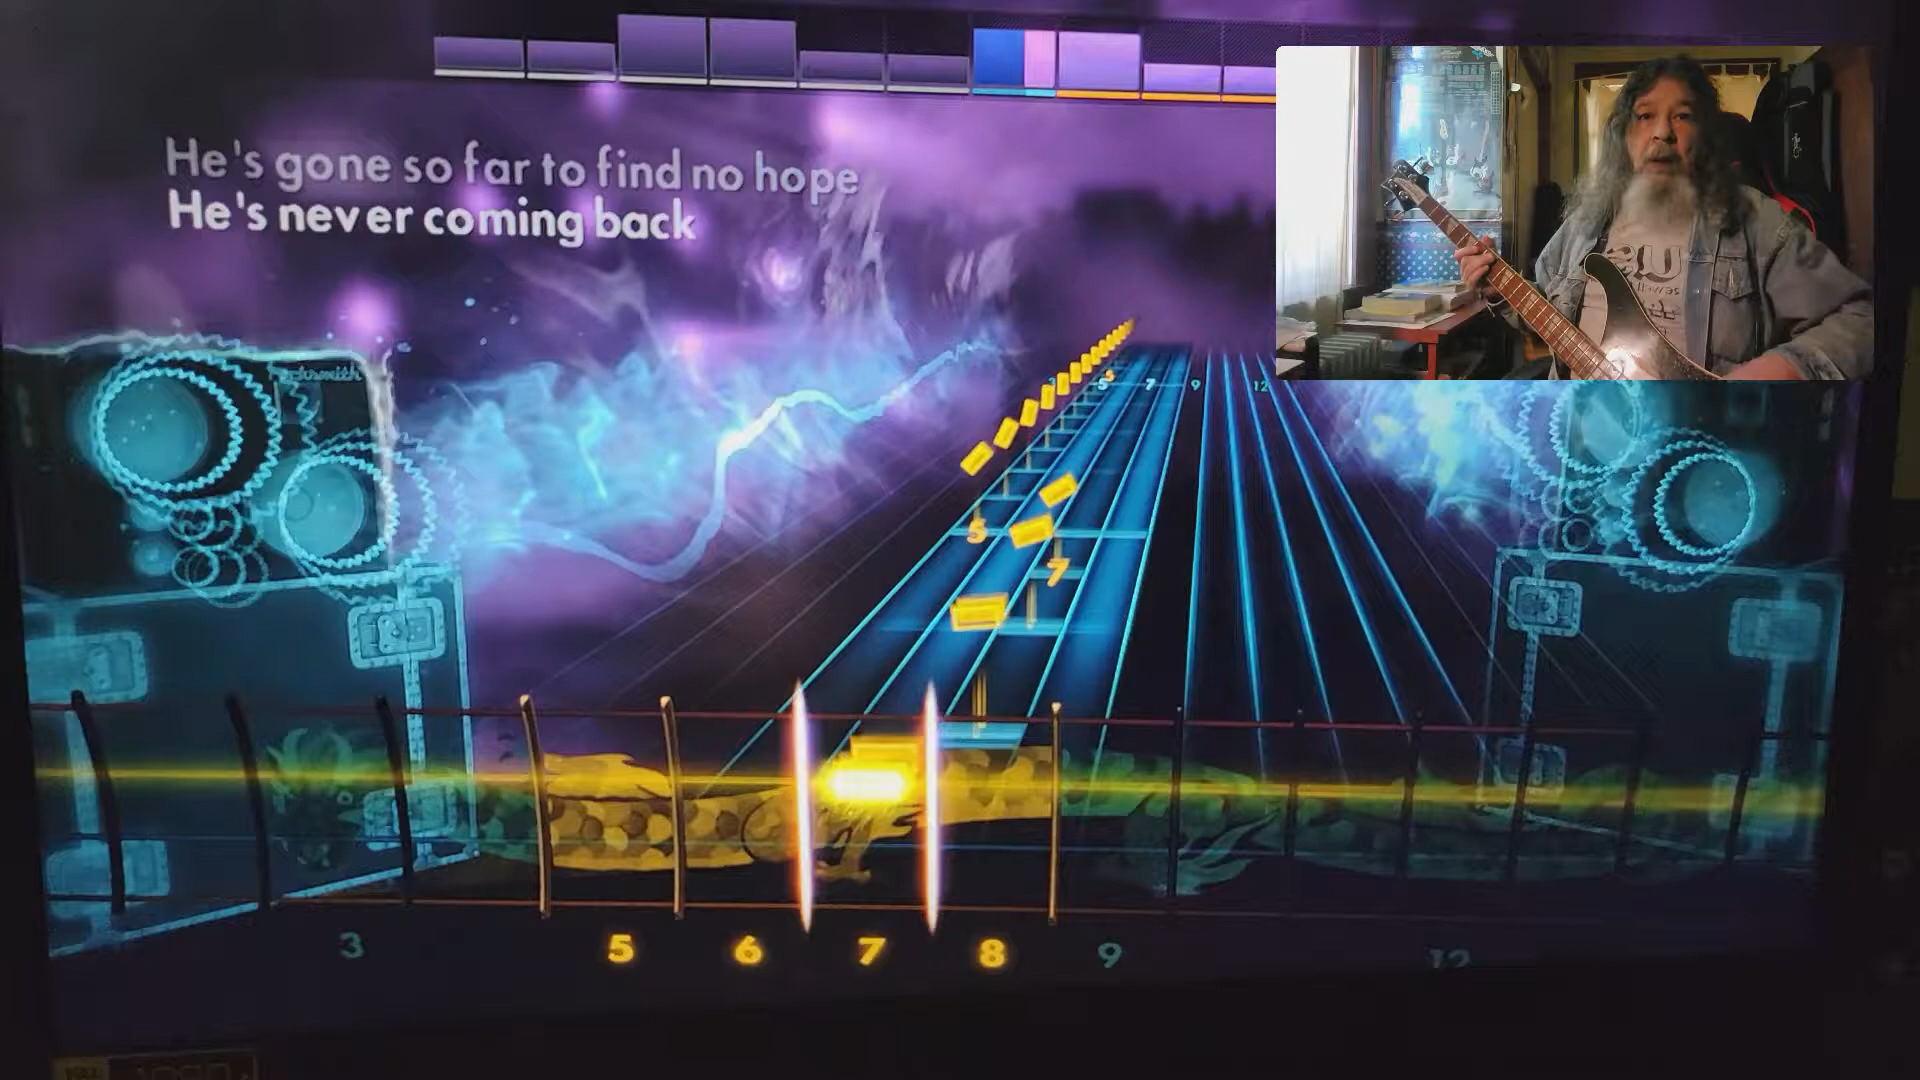 He's gone so far to find no hope
He's never coming back
5 7 9 12
5
7
3 5 6 7 8 9 12